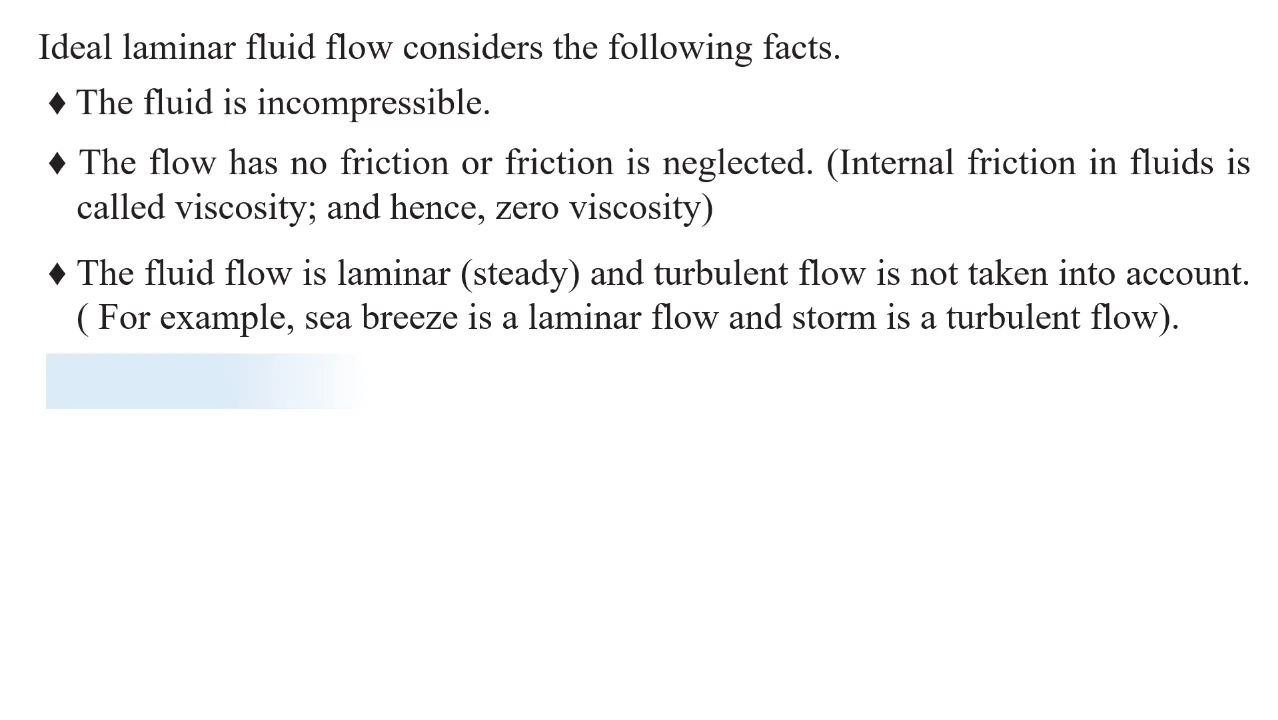 Ideal laminar fluid flow considers the following facts.
♦ The fluid is incompressible.
♦ The flow has no friction or friction is neglected. (Internal friction in fluids is
called viscosity; and hence, zero viscosity)
♦ The fluid flow is laminar (steady) and turbulent flow is not taken into account.
( For example, sea breeze is a laminar flow and storm is a turbulent flow).